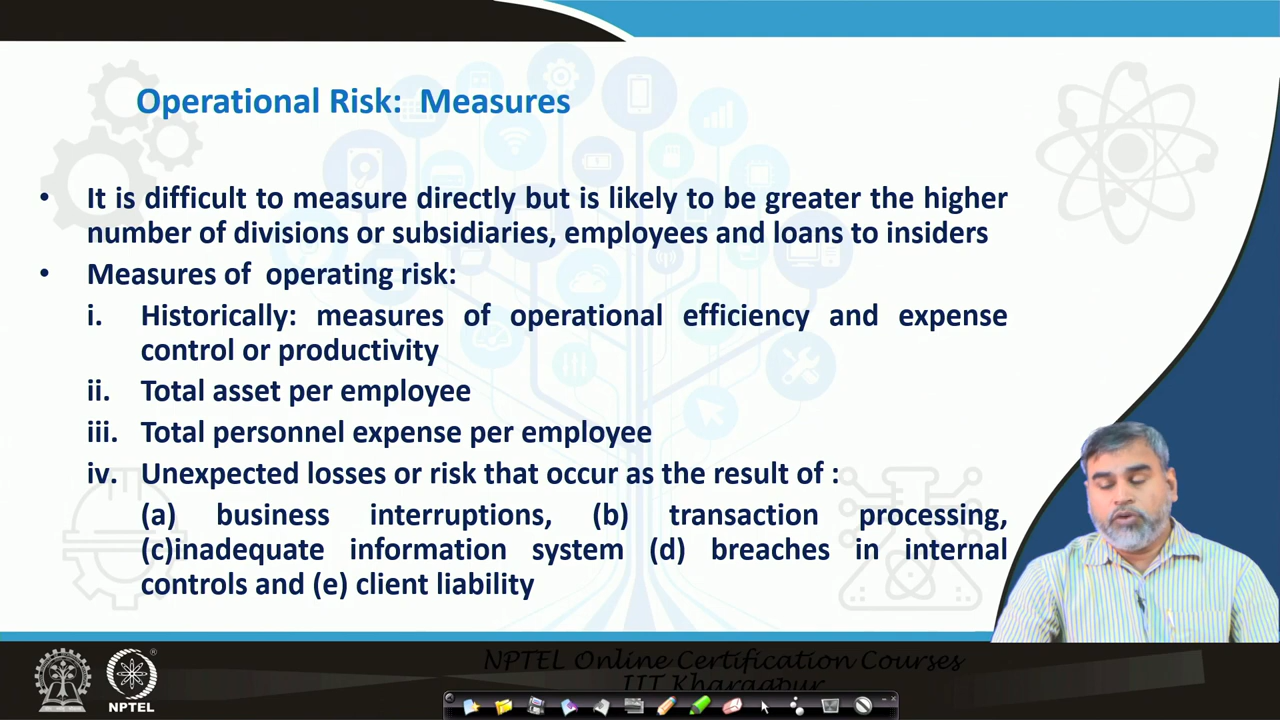 Operational Risk: Measures
• It is difficult to measure directly but is likely to be greater the higher
number of divisions or subsidiaries, employees and loans to insiders
• Measures of operating risk:
i. Historically: measures of operational efficiency and expense
control or productivity
ii. Total asset per employee
iii. Total personnel expense per employee
iv. Unexpected losses or risk that occur as the result of :
(a) business interruptions, (b) transaction processing,
(c)inadequate information system (d) breaches in internal
controls and (e) client liability
NPTEL Online Certification Courses
IIT Kharagpur
NPTEL